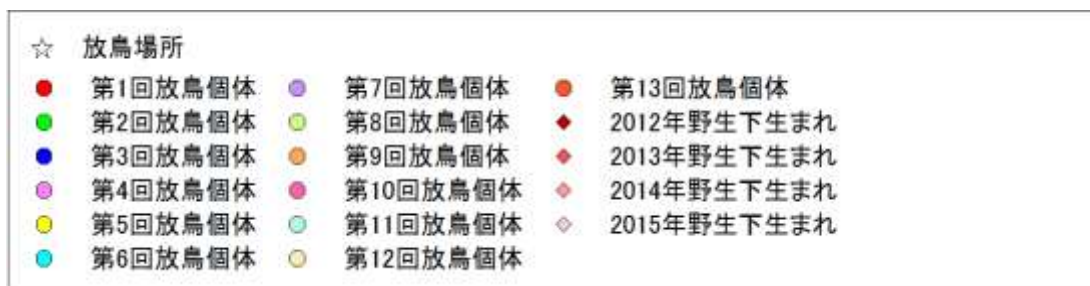 ☆ 放鳥場所
第1回放鳥個体 第7回放鳥個体 第13回放鳥個体
第2回放鳥個体 第8回放鳥個体 2012年野生下生まれ
第3回放鳥個体 第9回放鳥個体 2013年野生下生まれ
第4回放鳥個体 第10回放鳥個体 2014年野生下生まれ
第5回放鳥個体 第11回放鳥個体 2015年野生下生まれ
第6回放鳥個体 第12回放鳥個体